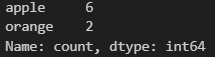 apple     6
orange    2
Name: count, dtype: int64